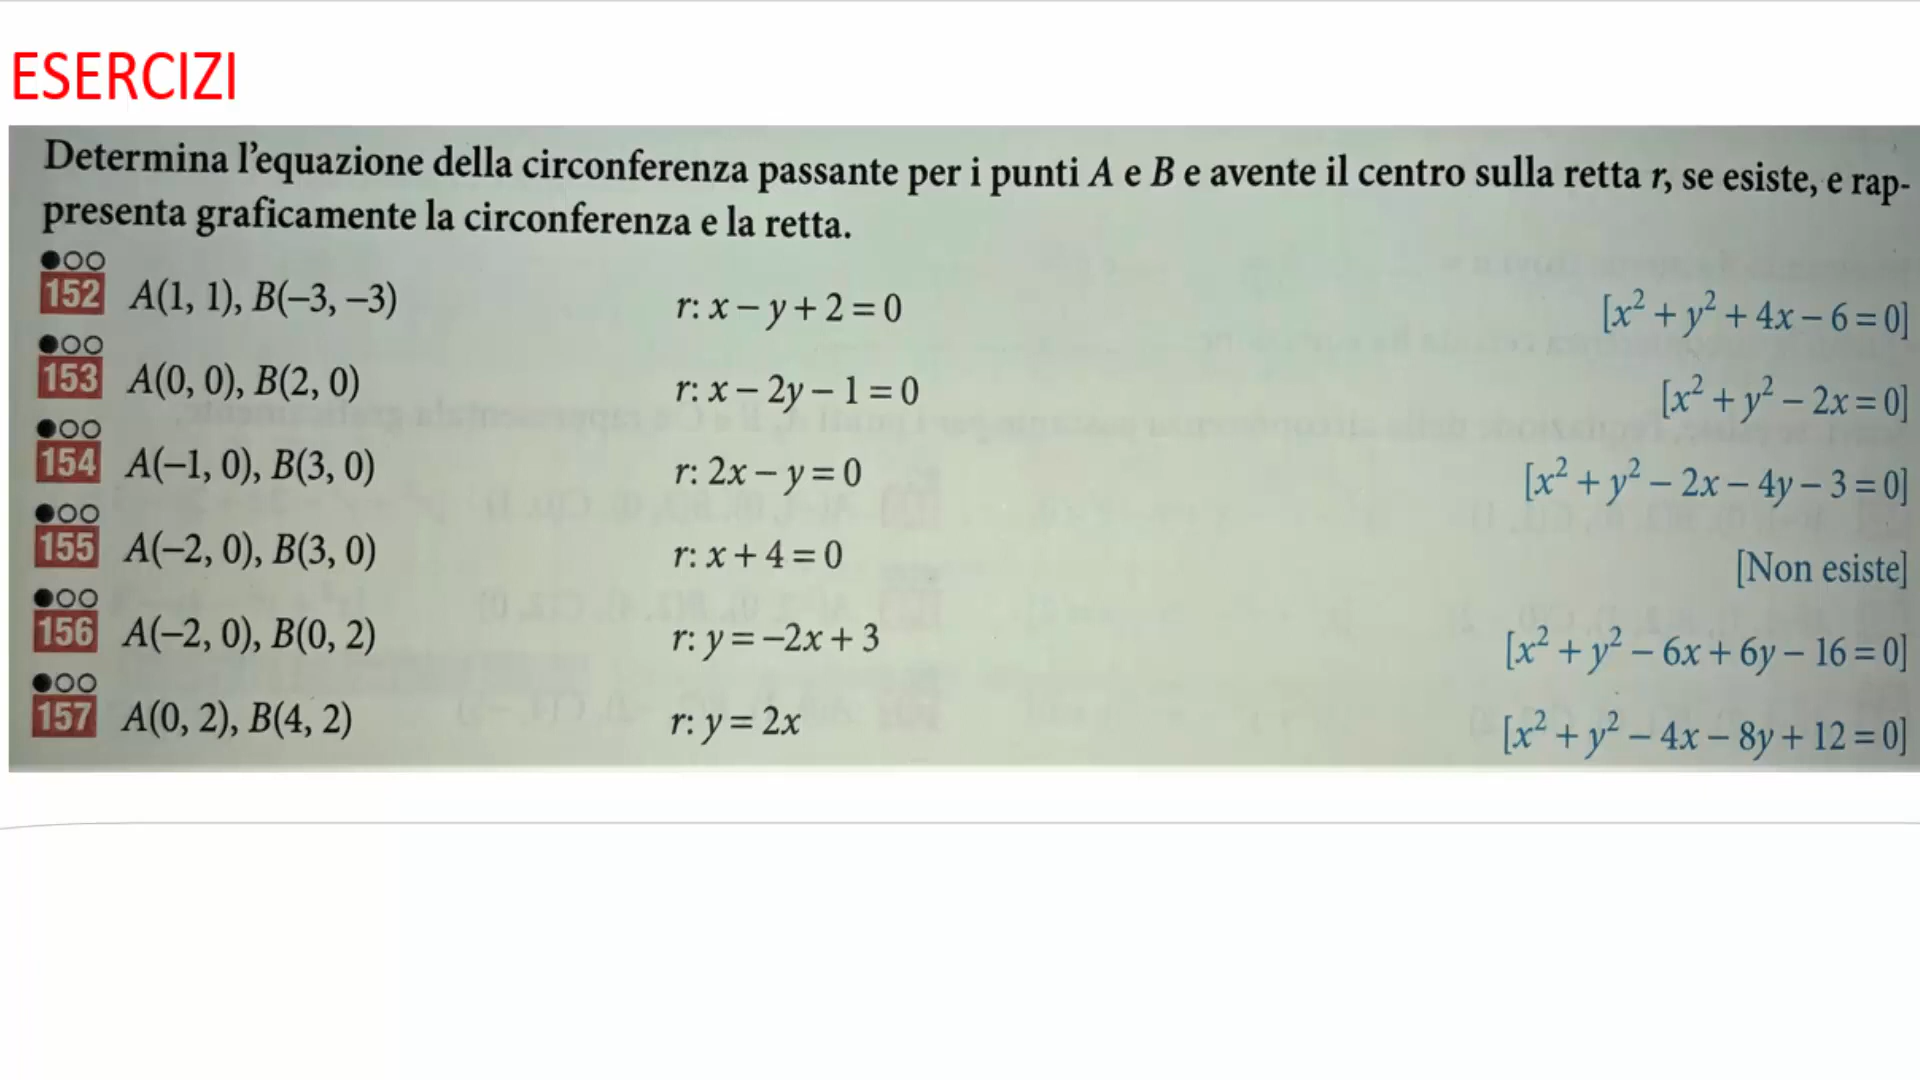 ESERCIZI
Determina l'equazione della circonferenza passante per i punti A e B e avente il centro sulla retta r, se esiste, e rap-
presenta graficamente la circonferenza e la retta.
152 A(1, 1), B(–3, –3) r: x – y + 2 = 0 [x² + y² + 4x – 6 = 0]
153 A(0, 0), B(2, 0) r: x – 2y – 1 = 0 [x² + y² – 2x = 0]
154 A(–1, 0), B(3, 0) r: 2x – y = 0 [x² + y² – 2x – 4y – 3 = 0]
155 A(–2, 0), B(3, 0) r: x + 4 = 0 [Non esiste]
156 A(–2, 0), B(0, 2) r: y = –2x + 3 [x² + y² – 6x + 6y – 16 = 0]
157 A(0, 2), B(4, 2) r: y = 2x [x² + y² – 4x – 8y + 12 = 0]